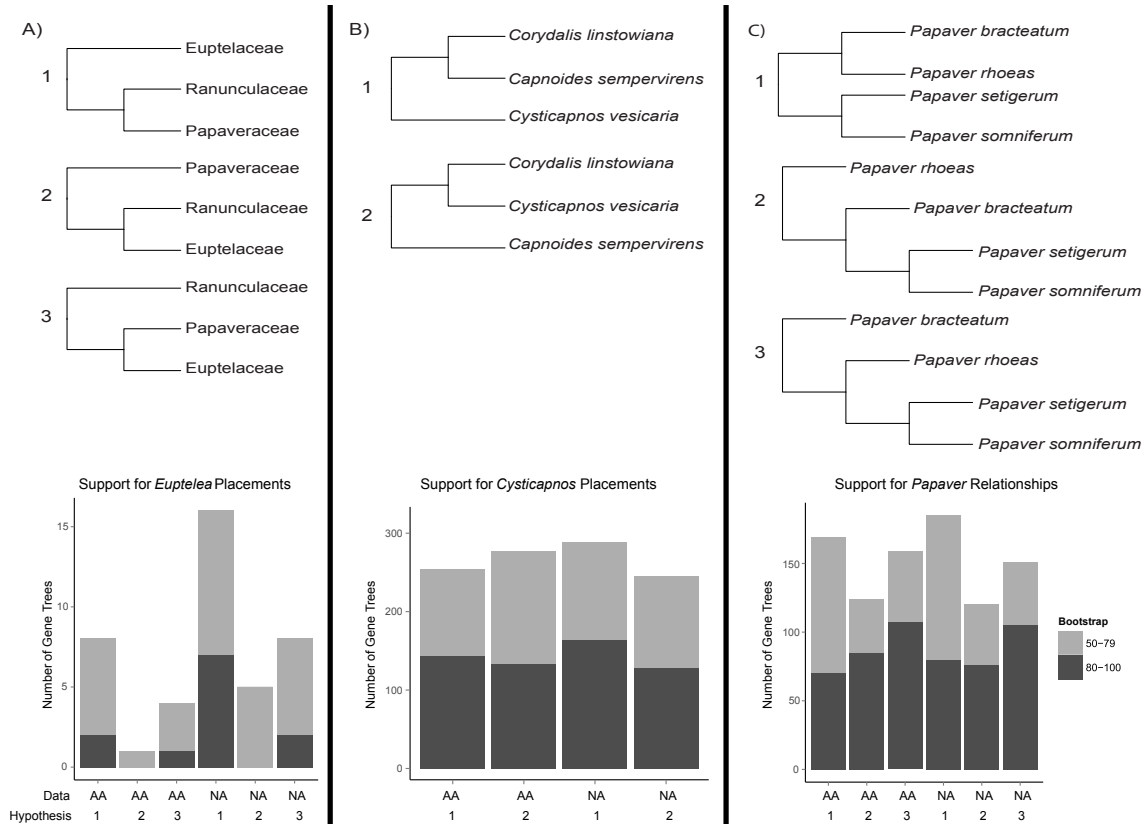 A)
1
Euptelaceae
Ranunculaceae
Papaveraceae
2
Papaveraceae
Ranunculaceae
Euptelaceae
3
Ranunculaceae
Papaveraceae
Euptelaceae
Support for Euptelea Placements
Number of Gene Trees
15
10
5
0
Data AA AA AA NA NA NA
Hypothesis 1 2 3 1 2 3
B)
1
Corydalis linstowiana
Capnoides sempervirens
Cysticapnos vesicaria
2
Corydalis linstowiana
Cysticapnos vesicaria
Capnoides sempervirens
Support for Cysticapnos Placements
Number of Gene Trees
300
200
100
0
AA AA NA NA
1 2 1 2
C)
1
Papaver bracteatum
Papaver rhoeas
Papaver setigerum
Papaver somniferum
2
Papaver rhoeas
Papaver bracteatum
Papaver setigerum
Papaver somniferum
3
Papaver bracteatum
Papaver rhoeas
Papaver setigerum
Papaver somniferum
Support for Papaver Relationships
Number of Gene Trees
150
100
50
0
AA AA AA NA NA NA
1 2 3 1 2 3
Bootstrap
50−79
80−100